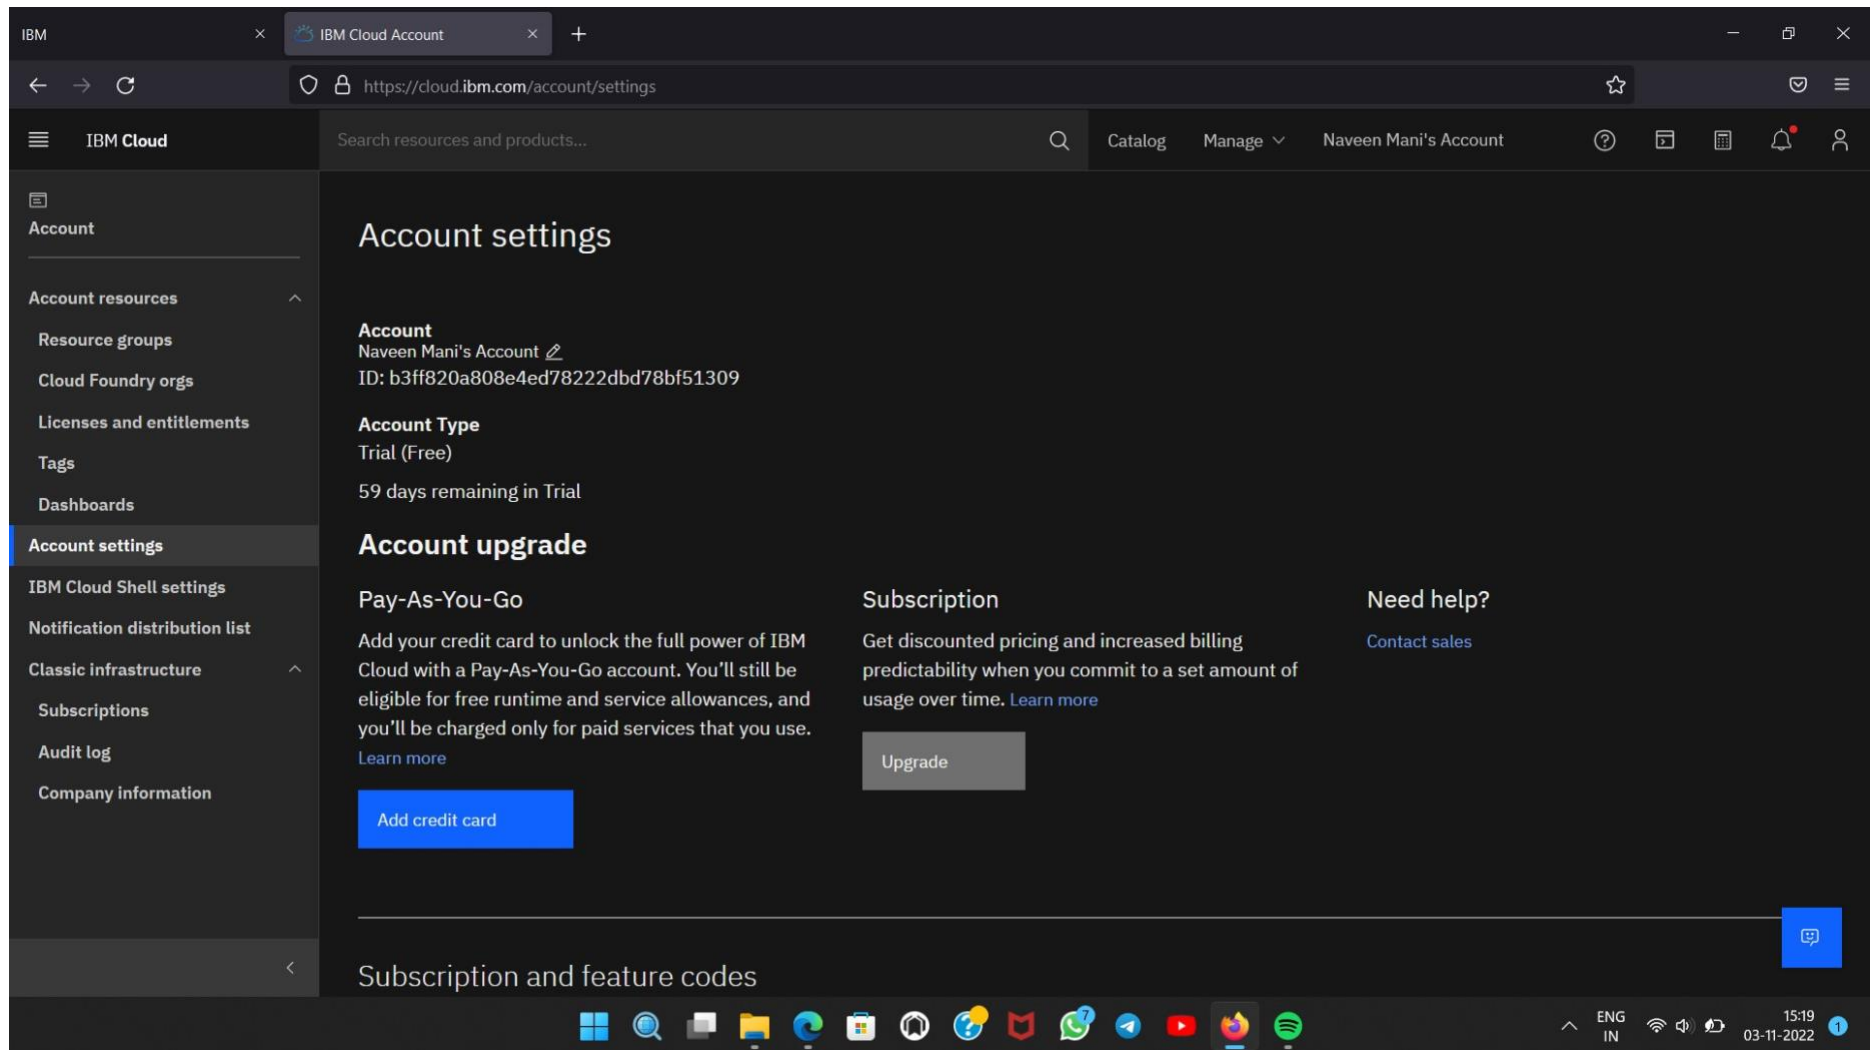 IBM
IBM Cloud Account
https://cloud.ibm.com/account/settings
IBM Cloud
Search resources and products...
Catalog
Manage
Naveen Mani's Account
Account
Account resources
Resource groups
Cloud Foundry orgs
Licenses and entitlements
Tags
Dashboards
Account settings
IBM Cloud Shell settings
Notification distribution list
Classic infrastructure
Subscriptions
Audit log
Company information
Account settings
Account
Naveen Mani's Account
ID: b3ff820a808e4ed78222dbd78bf51309
Account Type
Trial (Free)
59 days remaining in Trial
Account upgrade
Pay-As-You-Go
Add your credit card to unlock the full power of IBM
Cloud with a Pay-As-You-Go account. You’ll still be
eligible for free runtime and service allowances, and
you’ll be charged only for paid services that you use.
Learn more
Add credit card
Subscription
Get discounted pricing and increased billing
predictability when you commit to a set amount of
usage over time. Learn more
Upgrade
Need help?
Contact sales
Subscription and feature codes
7
ENG
IN
15:19
03-11-2022
1